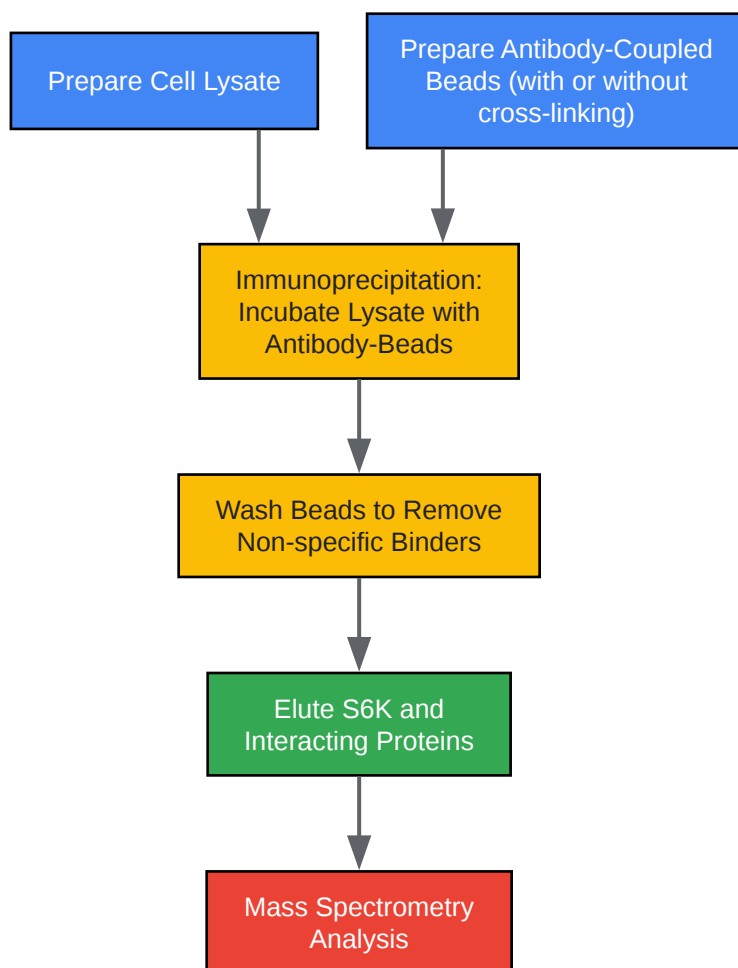 Prepare Cell Lysate
Prepare Antibody-Coupled
Beads (with or without
cross-linking)
Immunoprecipitation:
Incubate Lysate with
Antibody-Beads
Wash Beads to Remove
Non-specific Binders
Elute S6K and
Interacting Proteins
Mass Spectrometry
Analysis